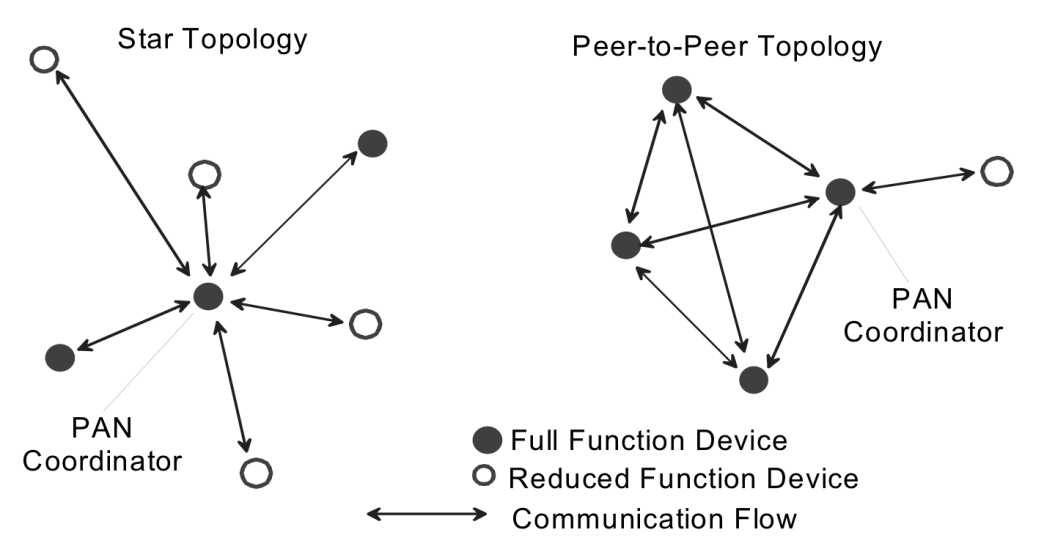 Star Topology
Peer-to-Peer Topology
PAN
Coordinator
PAN
Coordinator
Full Function Device
Reduced Function Device
Communication Flow